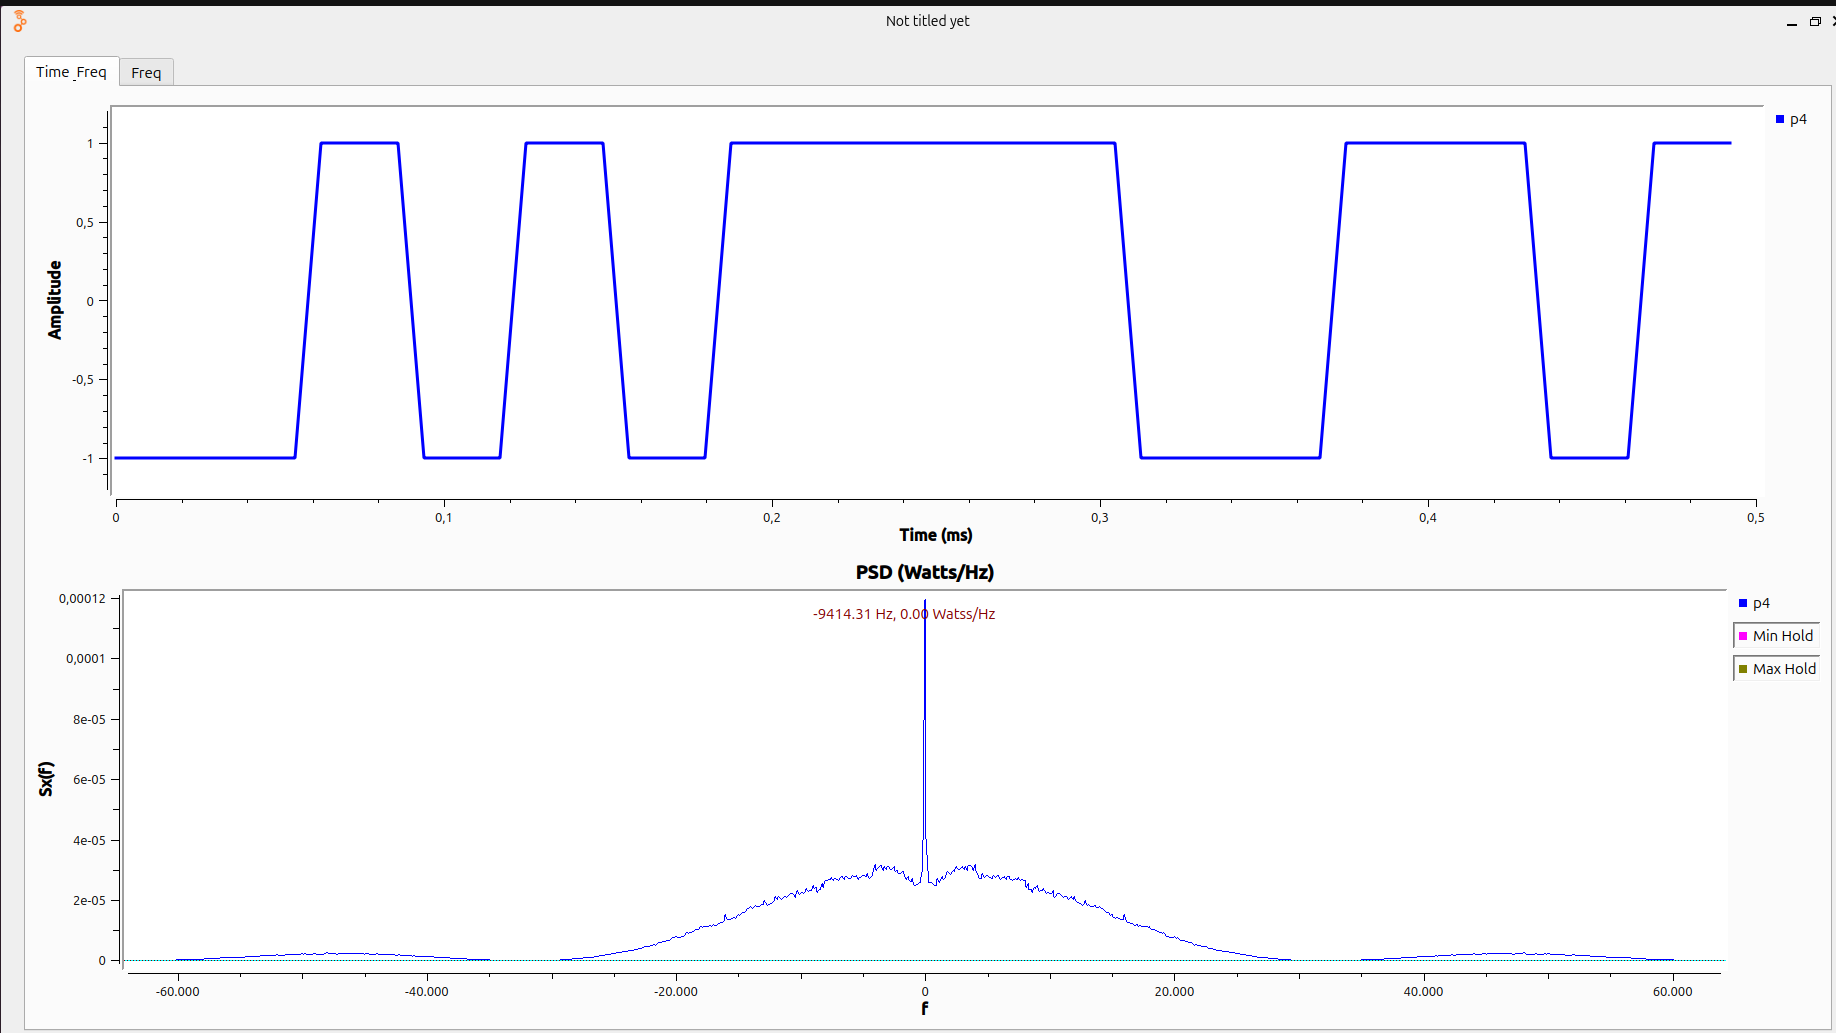 Not titled yet
Time_Freq Freq
p4
1
0,5
0
-0,5
-1
Amplitude
0 0,1 0,2 0,3 0,4 0,5
Time (ms)
PSD (Watts/Hz)
-9414.31 Hz, 0.00 Watss/Hz
p4
Min Hold
Max Hold
0,00012
0,0001
8e-05
6e-05
4e-05
2e-05
0
Sx(f)
-60.000 -40.000 -20.000 0 20.000 40.000 60.000
f